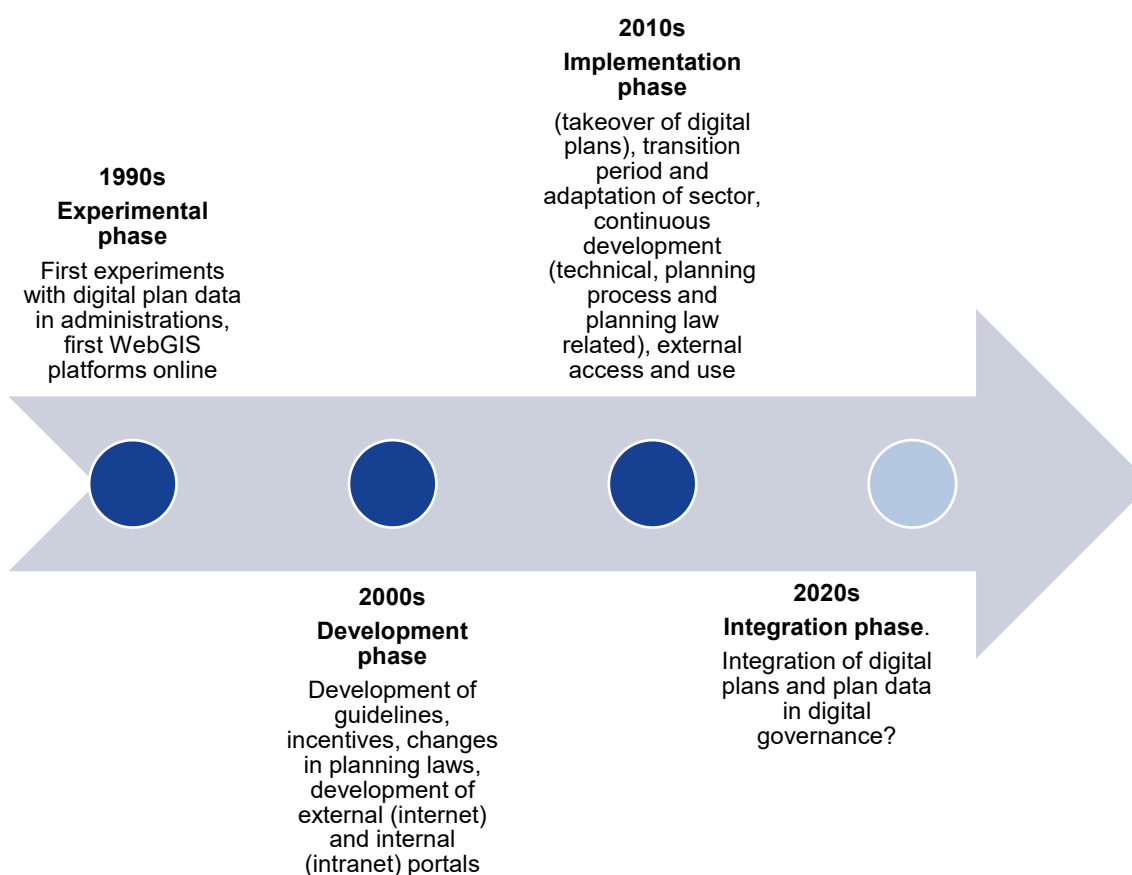 1990s
Experimental
phase
First experiments
with digital plan data
in administrations,
first WebGIS
platforms online
2000s
Development
phase
Development of
guidelines,
incentives, changes
in planning laws,
development of
external (internet)
and internal
(intranet) portals
2010s
Implementation
phase
(takeover of digital
plans), transition
period and
adaptation of sector,
continuous
development
(technical, planning
process and
planning law
related), external
access and use
2020s
Integration phase.
Integration of digital
plans and plan data
in digital
governance?